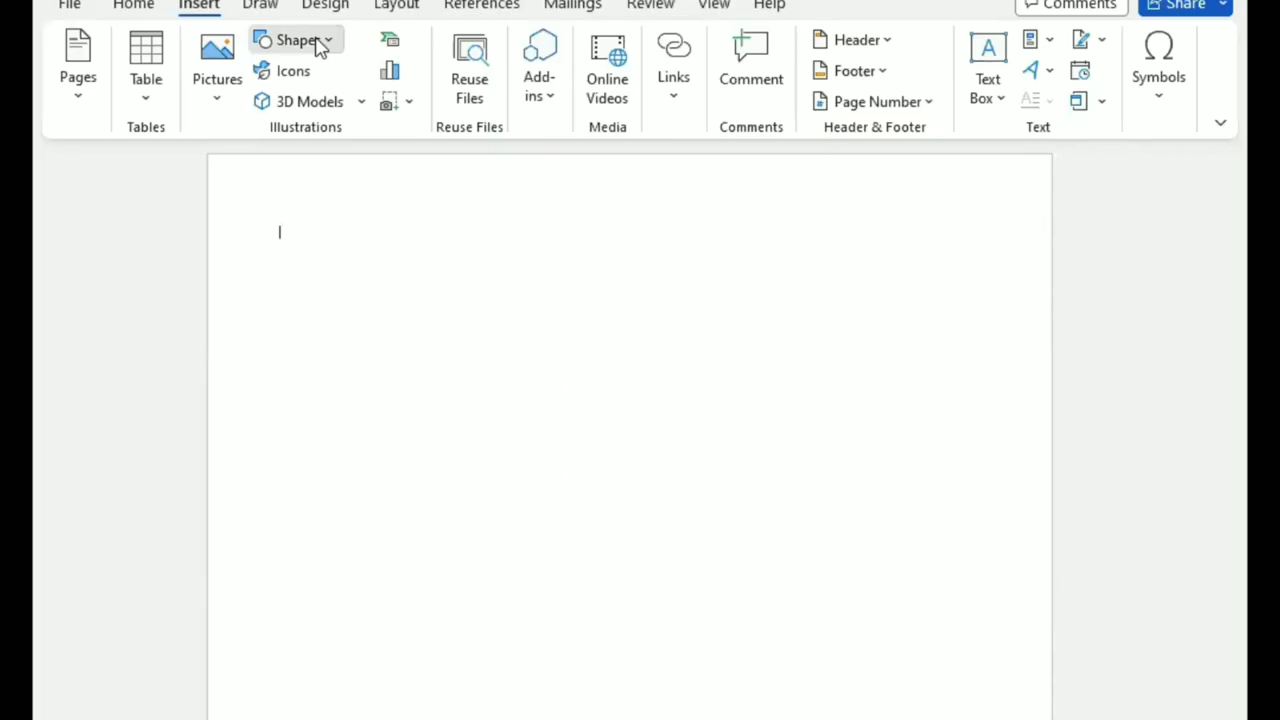 File Insert Home Draw Design Layout References Mailings Review View Help Comments Share
Pages
Table
Pictures
Shapes
Icons
3D Models
Reuse
Files
Add-
ins
Online
Videos
Links
Comment
Header
Footer
Page Number
A
Text
Box
Symbols
Tables
Illustrations
Reuse Files
Media
Comments
Header & Footer
Text